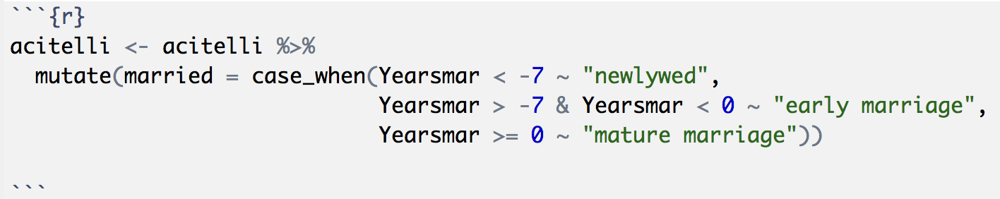 ```{r}
acitelli <- acitelli %>%
  mutate(married = case_when(Yearsmar < -7 ~ "newlywed",
                             Yearsmar > -7 & Yearsmar < 0 ~ "early marriage",
                             Yearsmar >= 0 ~ "mature marriage"))

```